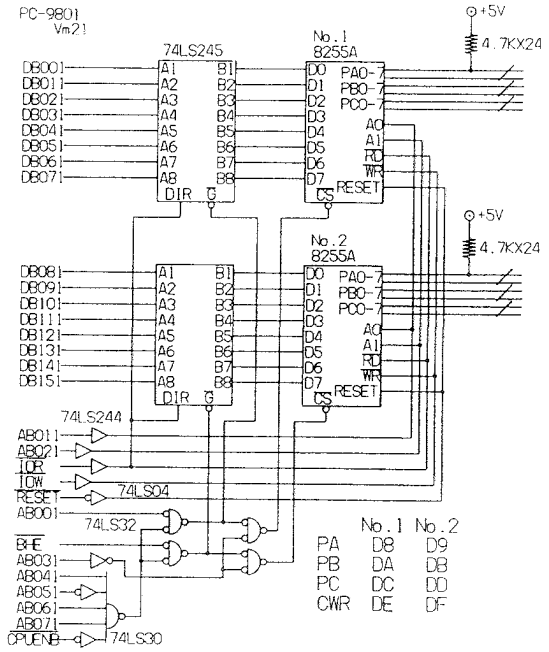 PC-9801
Vm21
74LS245
No.1
8255A
+5V
4.7KX24
DB001
DB011
DB021
DB031
DB041
DB051
DB061
DB071
A1
A2
A3
A4
A5
A6
A7
A8
DIR
G
B1
B2
B3
B4
B5
B6
B7
B8
D0
D1
D2
D3
D4
D5
D6
D7
CS
PA0-7
PB0-7
PC0-7
A0
A1
RD
WR
RESET
No.2
8255A
+5V
4.7KX24
DB081
DB091
DB101
DB111
DB121
DB131
DB141
DB151
A1
A2
A3
A4
A5
A6
A7
A8
DIR
G
B1
B2
B3
B4
B5
B6
B7
B8
D0
D1
D2
D3
D4
D5
D6
D7
CS
PA0-7
PB0-7
PC0-7
A0
A1
RD
WR
RESET
74LS244
AB011
AB021
IOR
IOW
RESET
74LS04
AB001
74LS32
BHE
AB031
AB041
AB051
AB061
AB071
CPUENB
74LS30
No.1 No.2
PA D8 D9
PB DA DB
PC DC DD
CWR DE DF